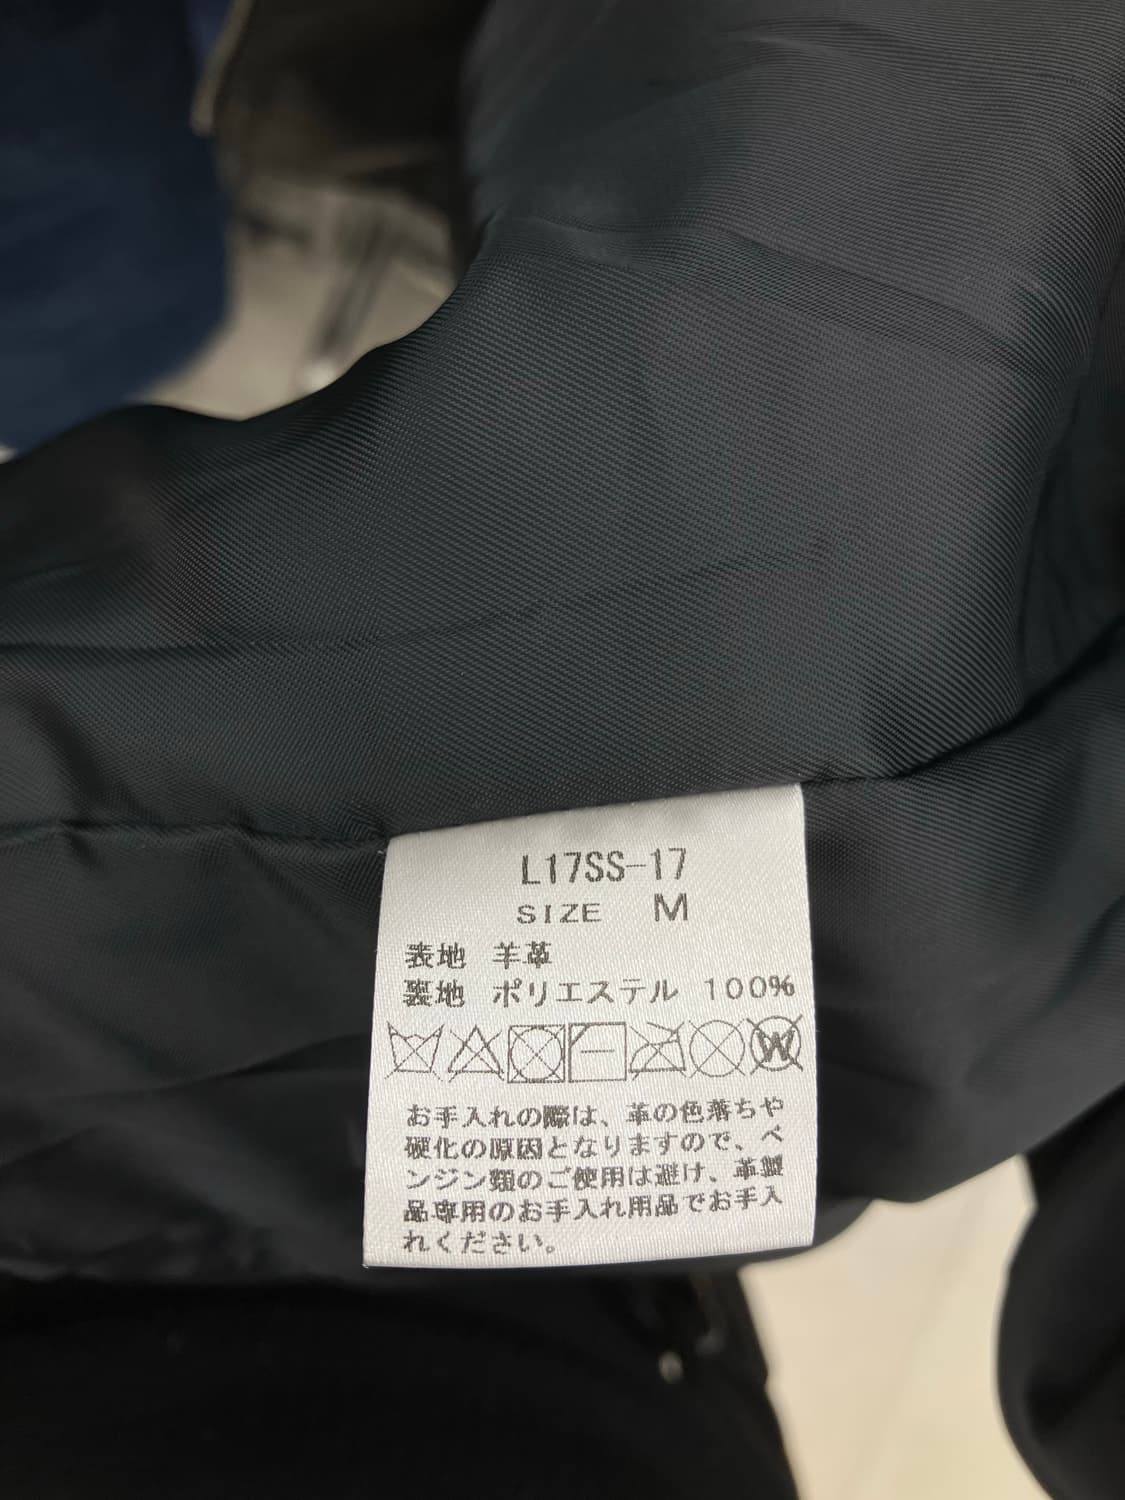 L17SS-17
SIZE M
表地 羊革
裏地 ポリエステル 100%
W
お手入れの際は、革の色落ちや
硬化の原因となりますので、ベ
ンジン類のご使用は避け、革製
品専用のお手入れ用品でお手入
れください。